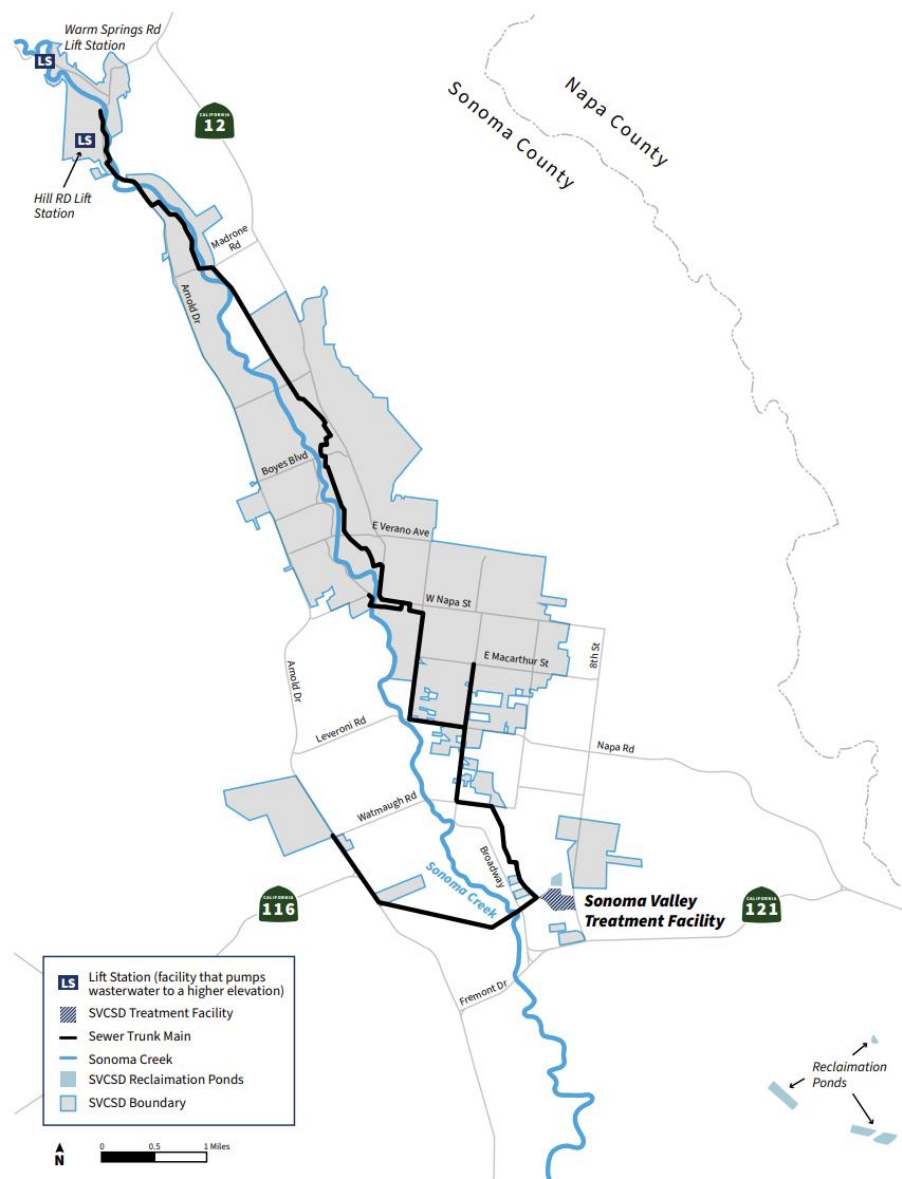 Warm Springs Rd
Lift Station
LS
CALIFORNIA
12
Napa County
Sonoma County
LS
Hill RD Lift
Station
Madrone
Rd
Arnold Dr
Boyes Blvd
E Verano Ave
W Napa St
E Macarthur St
8th St
Arnold Dr
Leveroni Rd
Napa Rd
Watmaugh Rd
Broadway
Sonoma Creek
Sonoma Valley
Treatment Facility
CALIFORNIA
116
CALIFORNIA
121
Fremont Dr
LS
Lift Station (facility that pumps
wasterwater to a higher elevation)
SVCSD Treatment Facility
Sewer Trunk Main
Sonoma Creek
SVCSD Reclamation Ponds
SVCSD Boundary
Reclamation
Ponds
N
0 0.5 1 Miles